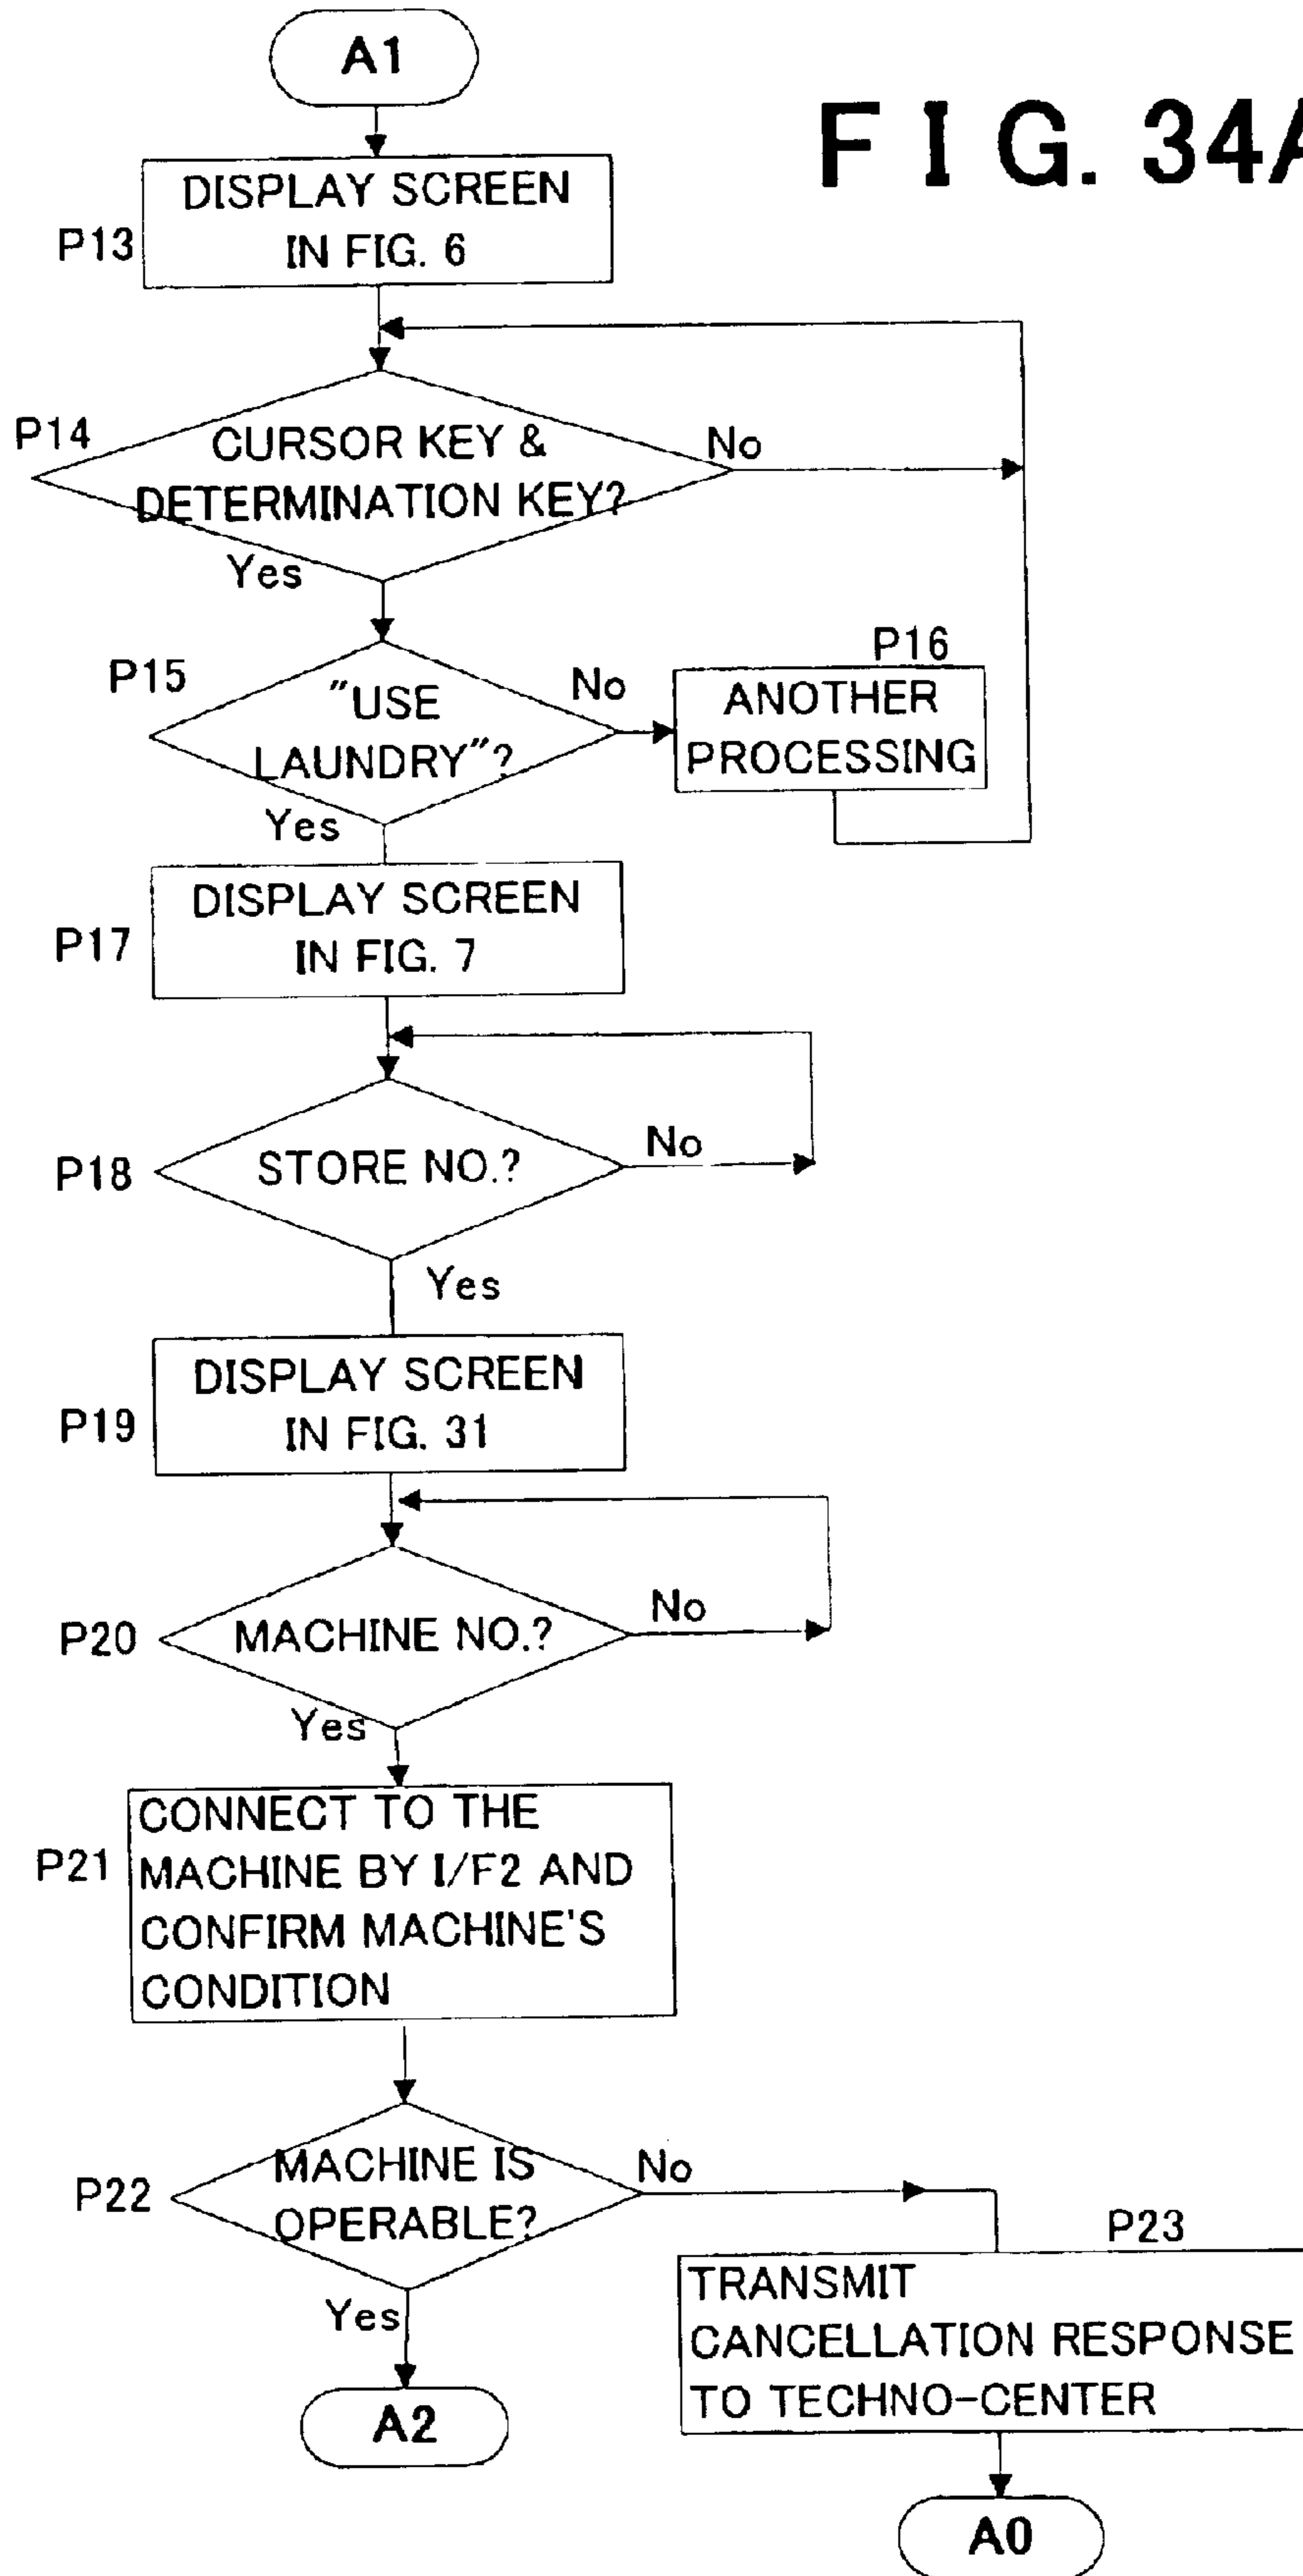 A1
F I G. 34A
DISPLAY SCREEN
IN FIG. 6
P13
P14
CURSOR KEY &
DETERMINATION KEY?
No
Yes
P15
"USE
LAUNDRY"?
No
P16
ANOTHER
PROCESSING
Yes
P17
DISPLAY SCREEN
IN FIG. 7
P18
STORE NO.?
No
Yes
P19
DISPLAY SCREEN
IN FIG. 31
P20
MACHINE NO.?
No
Yes
P21
CONNECT TO THE
MACHINE BY I/F2 AND
CONFIRM MACHINE'S
CONDITION
P22
MACHINE IS
OPERABLE?
No
P23
TRANSMIT
CANCELLATION RESPONSE
TO TECHNO-CENTER
Yes
A2
A0